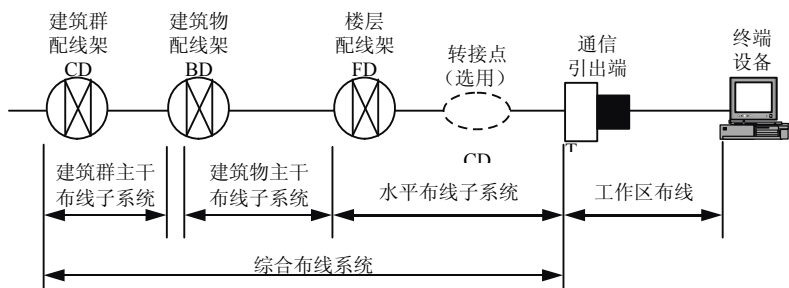 建筑群
配线架
CD
建筑物
配线架
BD
楼层
配线架
FD
转接点
（选用）
CD
通信
引出端
T
终端
设备
建筑群主干
布线子系统
建筑物主干
布线子系统
水平布线子系统
工作区布线
综合布线系统